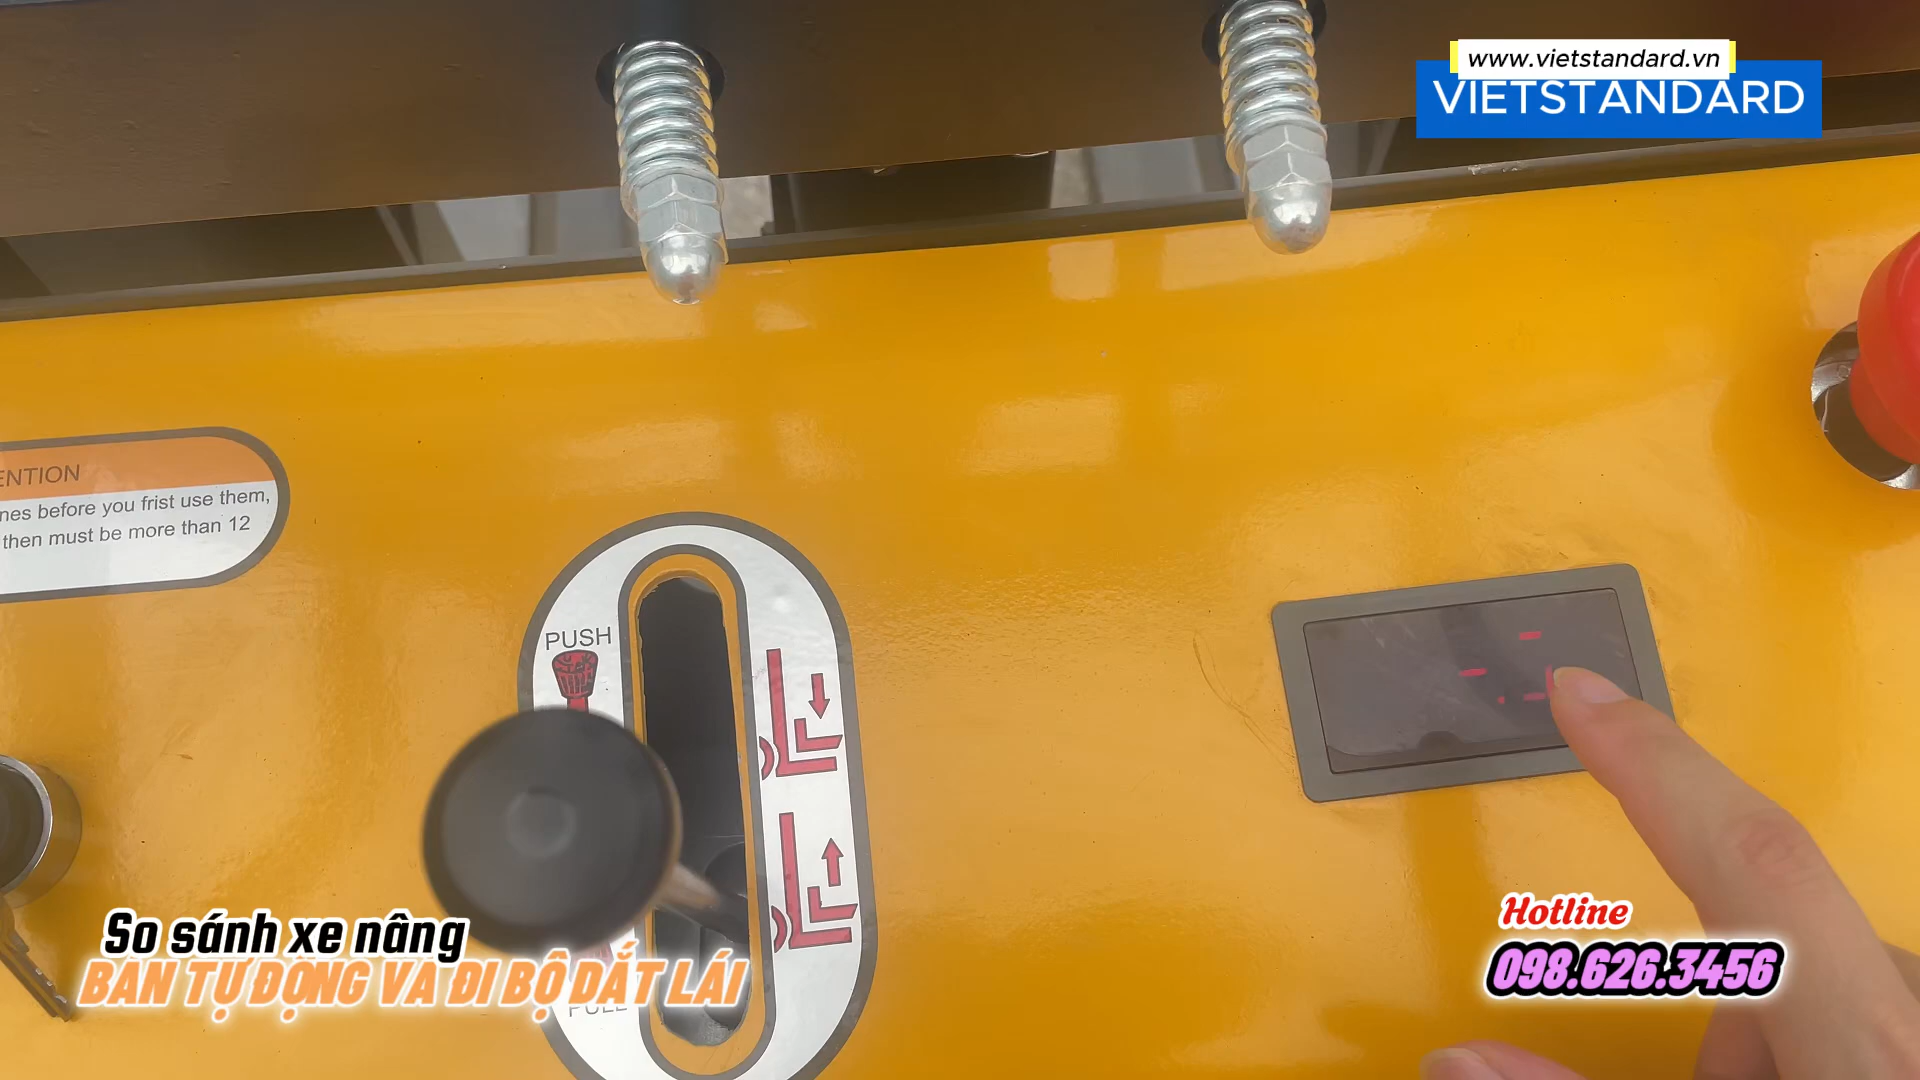 www.vietstandard.vn
VIETSTANDARD
ENTION
nes before you frist use them,
then must be more than 12
PUSH
So sánh xe nâng
BÁN TỰ ĐỘNG VÀ ĐI BỘ DẮT LÁI
PULL
Hotline
098.626.3456